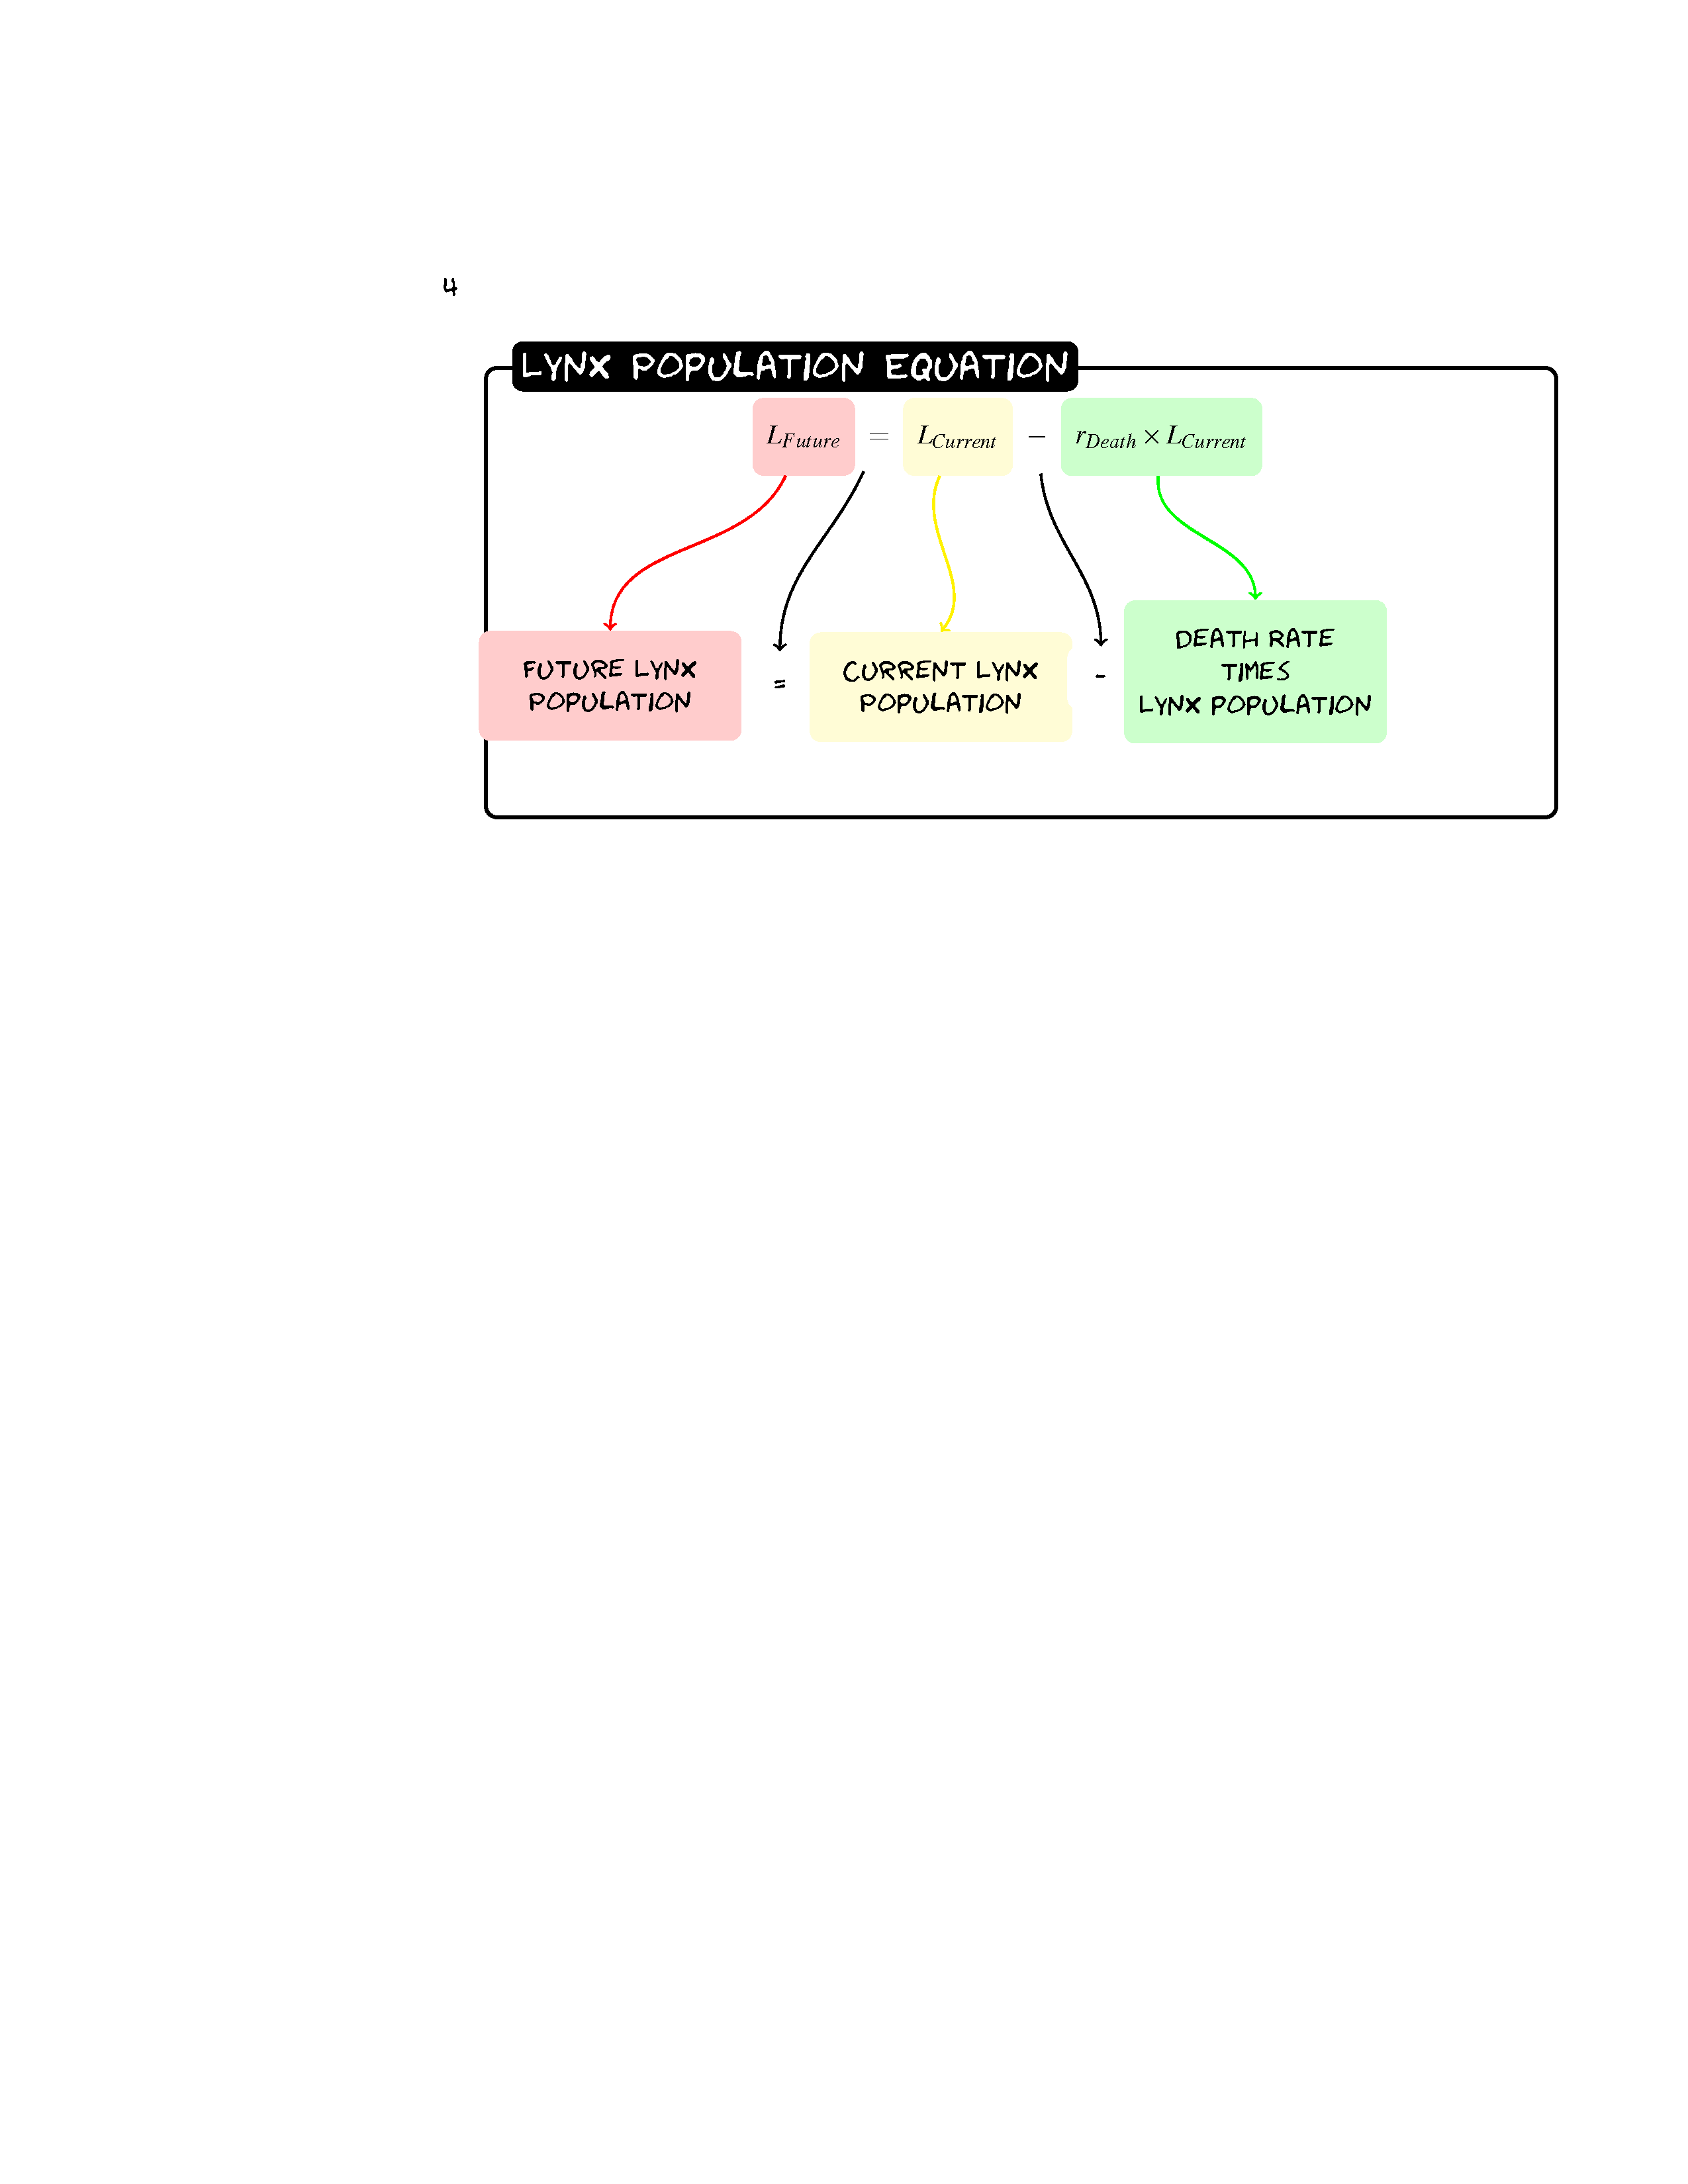 4
LYNX POPULATION EQUATION
L_Future = L_Current − r_Death × L_Current
FUTURE LYNX
POPULATION
=
CURRENT LYNX
POPULATION
-
DEATH RATE
TIMES
LYNX POPULATION